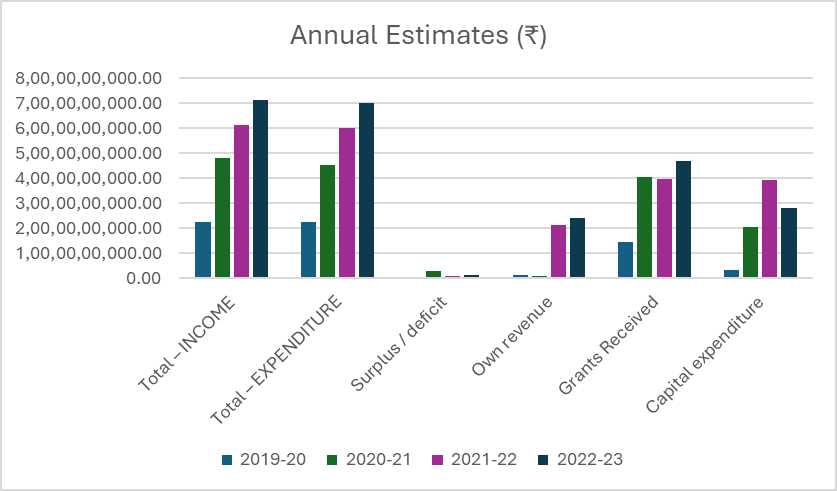 Annual Estimates (₹)
8,00,00,00,000.00
7,00,00,00,000.00
6,00,00,00,000.00
5,00,00,00,000.00
4,00,00,00,000.00
3,00,00,00,000.00
2,00,00,00,000.00
1,00,00,00,000.00
0.00
Total – INCOME
Total – EXPENDITURE
Surplus / deficit
Own revenue
Grants Received
Capital expenditure
2019-20 2020-21 2021-22 2022-23